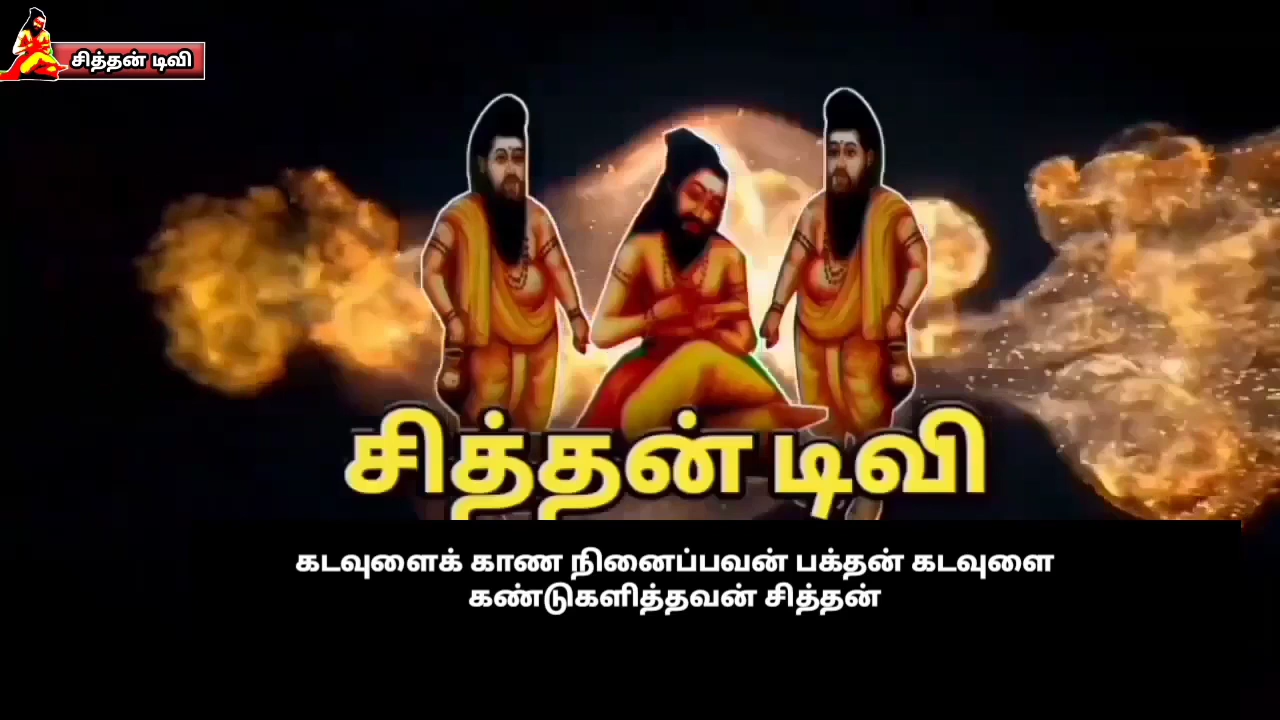 சித்தன் டிவி
சித்தன் டிவி
கடவுளைக் காண நினைப்பவன் பக்தன் கடவுளை
கண்டுகளித்தவன் சித்தன்